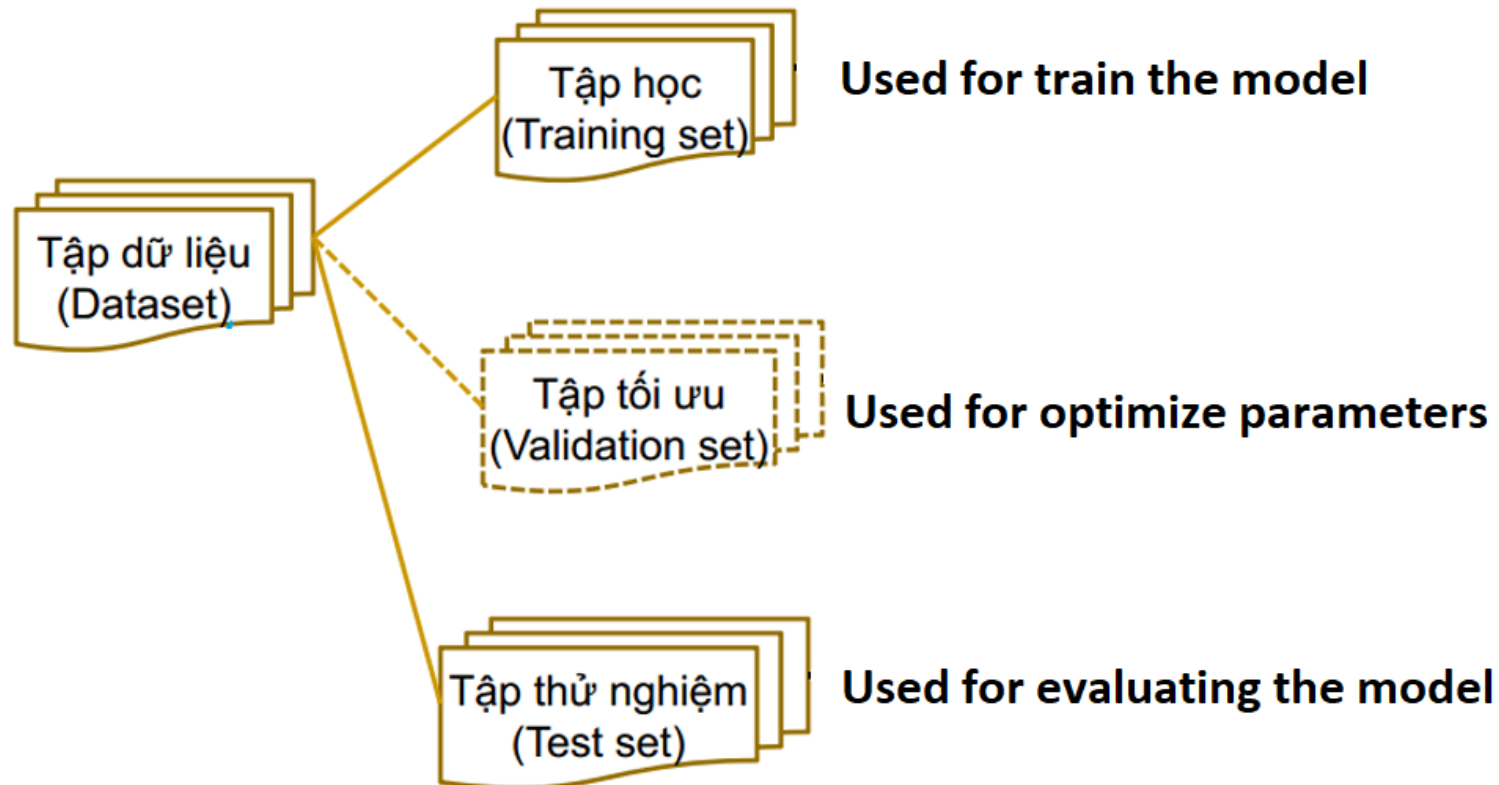 Tập học
(Training set)
Used for train the model
Tập dữ liệu
(Dataset)
Tập tối ưu
(Validation set)
Used for optimize parameters
Tập thử nghiệm
(Test set)
Used for evaluating the model